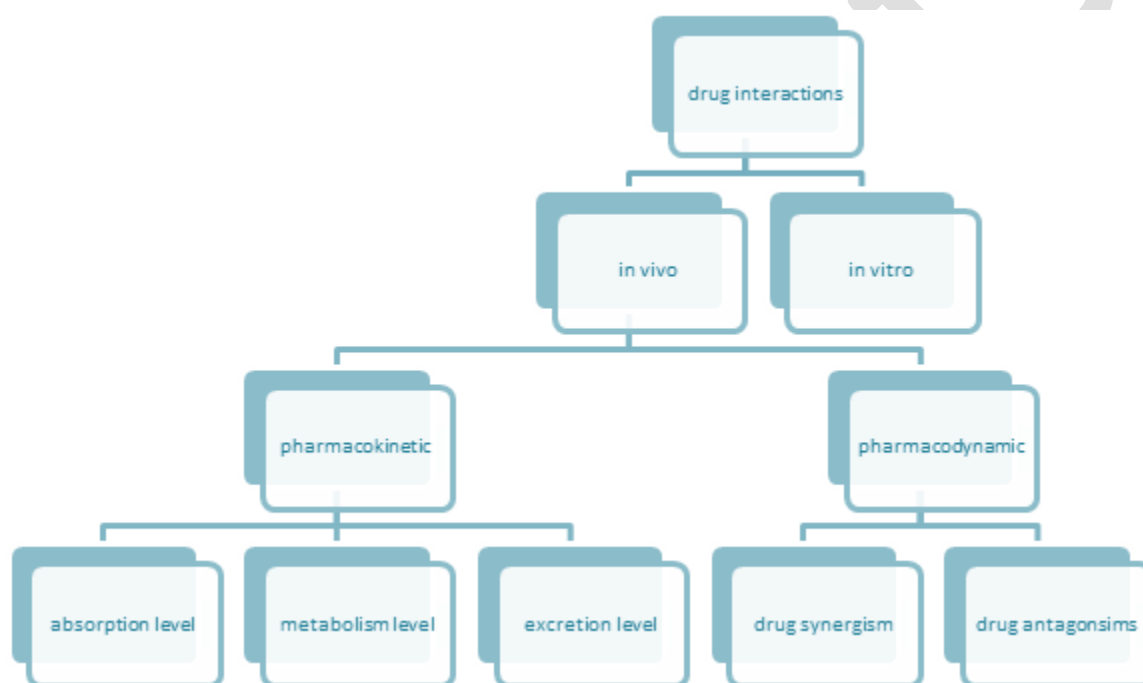 drug interactions
in vivo
in vitro
pharmacokinetic
pharmacodynamic
absorption level
metabolism level
excretion level
drug synergism
drug antagonsims